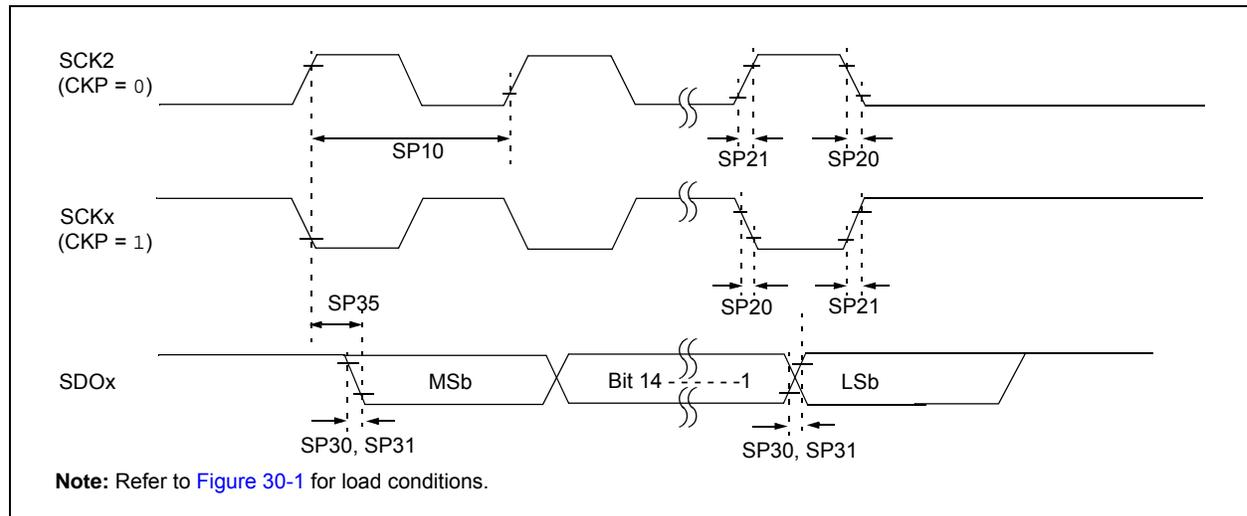 SCK2
(CKP = 0)
SP10
SP21
SP20
SCKx
(CKP = 1)
SP35
SP20
SP21
SDOx
MSb
Bit 14 - - - - - -1
LSb
SP30, SP31
SP30, SP31
Note: Refer to Figure 30-1 for load conditions.